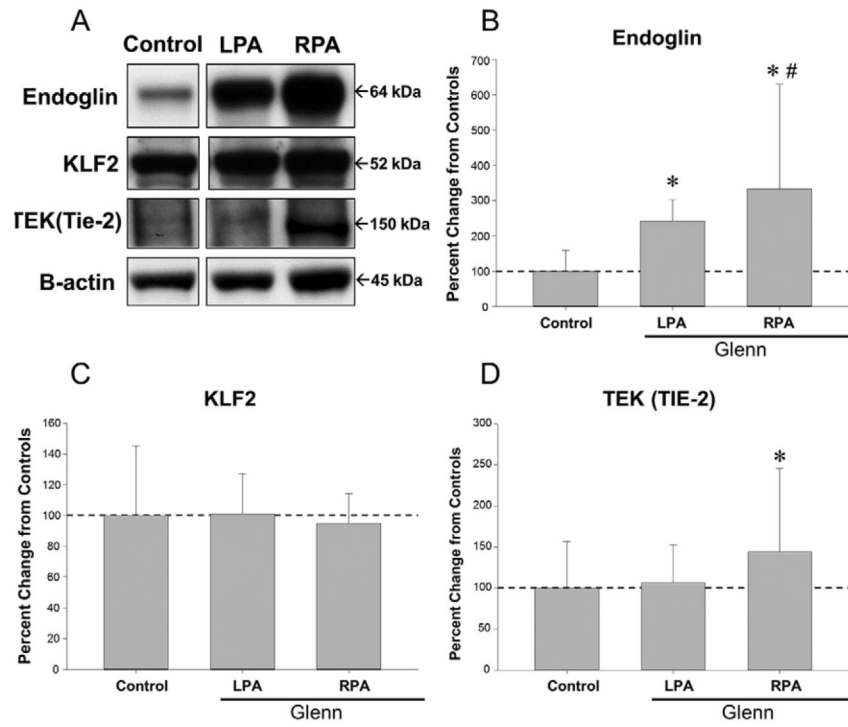 A
Control LPA RPA
Endoglin ←64 kDa
KLF2 ←52 kDa
TEK(Tie-2) ←150 kDa
B-actin ←45 kDa
B
Endoglin
Percent Change from Controls
700
600
500
400
300
200
100
0
*
* #
Control LPA RPA
Glenn
C
KLF2
Percent Change from Controls
160
140
120
100
80
60
40
20
0
Control LPA RPA
Glenn
D
TEK (TIE-2)
Percent Change from Controls
300
250
200
150
100
50
0
*
Control LPA RPA
Glenn